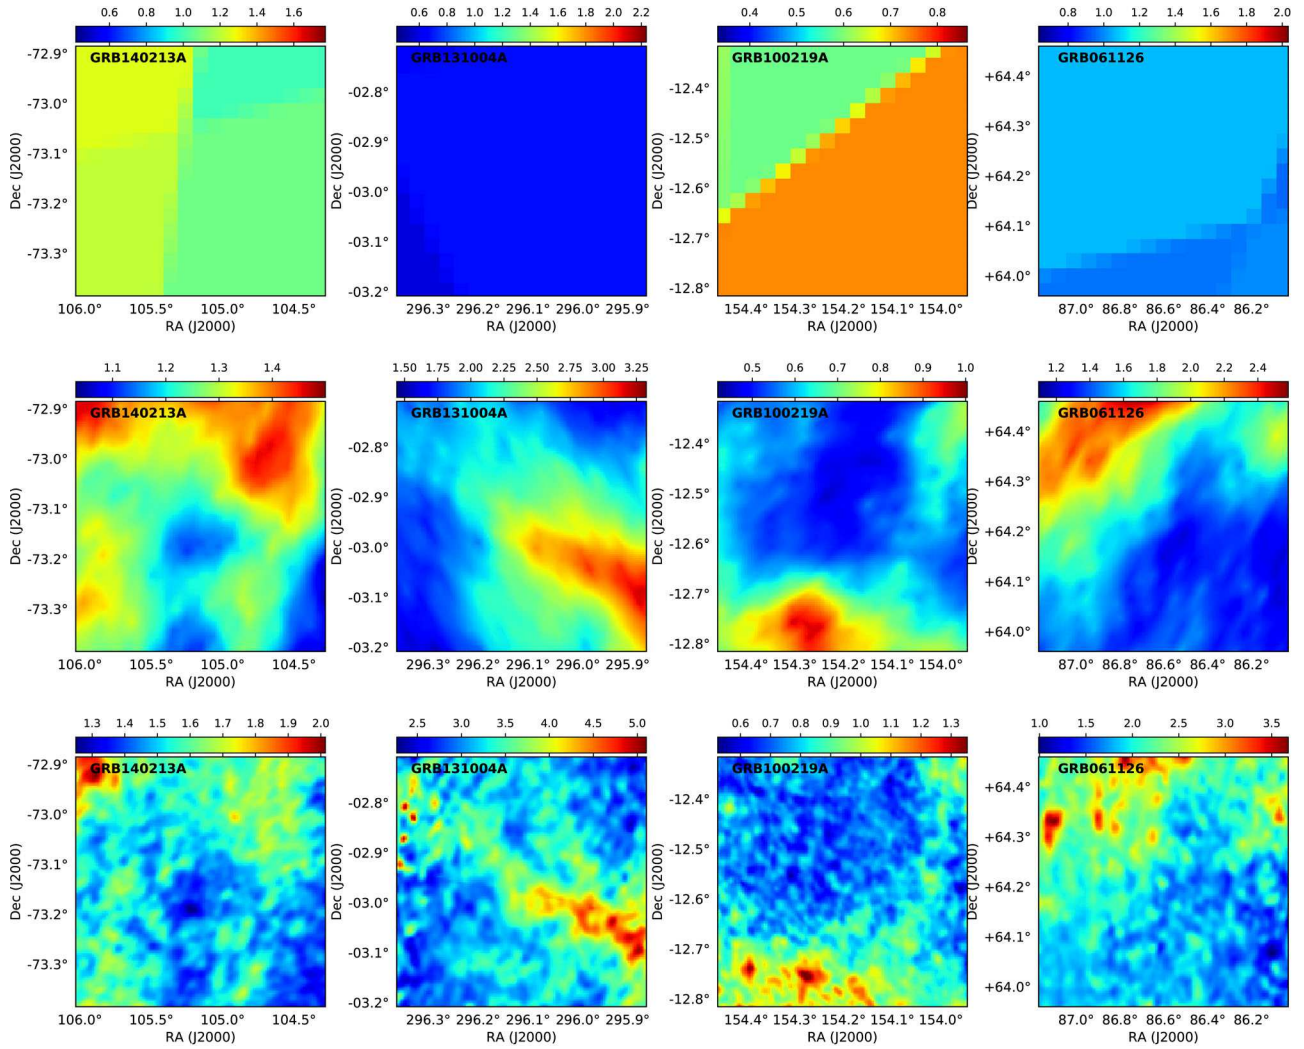 0.6 0.8 1.0 1.2 1.4 1.6 0.6 0.8 1.0 1.2 1.4 1.6 1.8 2.0 2.2 0.4 0.5 0.6 0.7 0.8 0.8 1.0 1.2 1.4 1.6 1.8 2.0
GRB140213A GRB131004A GRB100219A GRB061126
-72.9° -73.0° -73.1° -73.2° -73.3°
Dec (J2000)
106.0° 105.5° 105.0° 104.5°
RA (J2000)
-02.8° -02.9° -03.0° -03.1° -03.2°
Dec (J2000)
296.3° 296.2° 296.1° 296.0° 295.9°
RA (J2000)
-12.4° -12.5° -12.6° -12.7° -12.8°
Dec (J2000)
154.4° 154.3° 154.2° 154.1° 154.0°
RA (J2000)
+64.4° +64.3° +64.2° +64.1° +64.0°
Dec (J2000)
87.0° 86.8° 86.6° 86.4° 86.2°
RA (J2000)
1.1 1.2 1.3 1.4 1.50 1.75 2.00 2.25 2.50 2.75 3.00 3.25 0.5 0.6 0.7 0.8 0.9 1.0 1.2 1.4 1.6 1.8 2.0 2.2 2.4
GRB140213A GRB131004A GRB100219A GRB061126
-72.9° -73.0° -73.1° -73.2° -73.3°
Dec (J2000)
106.0° 105.5° 105.0° 104.5°
RA (J2000)
-02.8° -02.9° -03.0° -03.1° -03.2°
Dec (J2000)
296.3° 296.2° 296.1° 296.0° 295.9°
RA (J2000)
-12.4° -12.5° -12.6° -12.7° -12.8°
Dec (J2000)
154.4° 154.3° 154.2° 154.1° 154.0°
RA (J2000)
+64.4° +64.3° +64.2° +64.1° +64.0°
Dec (J2000)
87.0° 86.8° 86.6° 86.4° 86.2°
RA (J2000)
1.3 1.4 1.5 1.6 1.7 1.8 1.9 2.0 2.5 3.0 3.5 4.0 4.5 5.0 0.6 0.7 0.8 0.9 1.0 1.1 1.2 1.3 1.0 1.5 2.0 2.5 3.0 3.5
GRB140213A GRB131004A GRB100219A GRB061126
-72.9° -73.0° -73.1° -73.2° -73.3°
Dec (J2000)
106.0° 105.5° 105.0° 104.5°
RA (J2000)
-02.8° -02.9° -03.0° -03.1° -03.2°
Dec (J2000)
296.3° 296.2° 296.1° 296.0° 295.9°
RA (J2000)
-12.4° -12.5° -12.6° -12.7° -12.8°
Dec (J2000)
154.4° 154.3° 154.2° 154.1° 154.0°
RA (J2000)
+64.4° +64.3° +64.2° +64.1° +64.0°
Dec (J2000)
87.0° 86.8° 86.6° 86.4° 86.2°
RA (J2000)